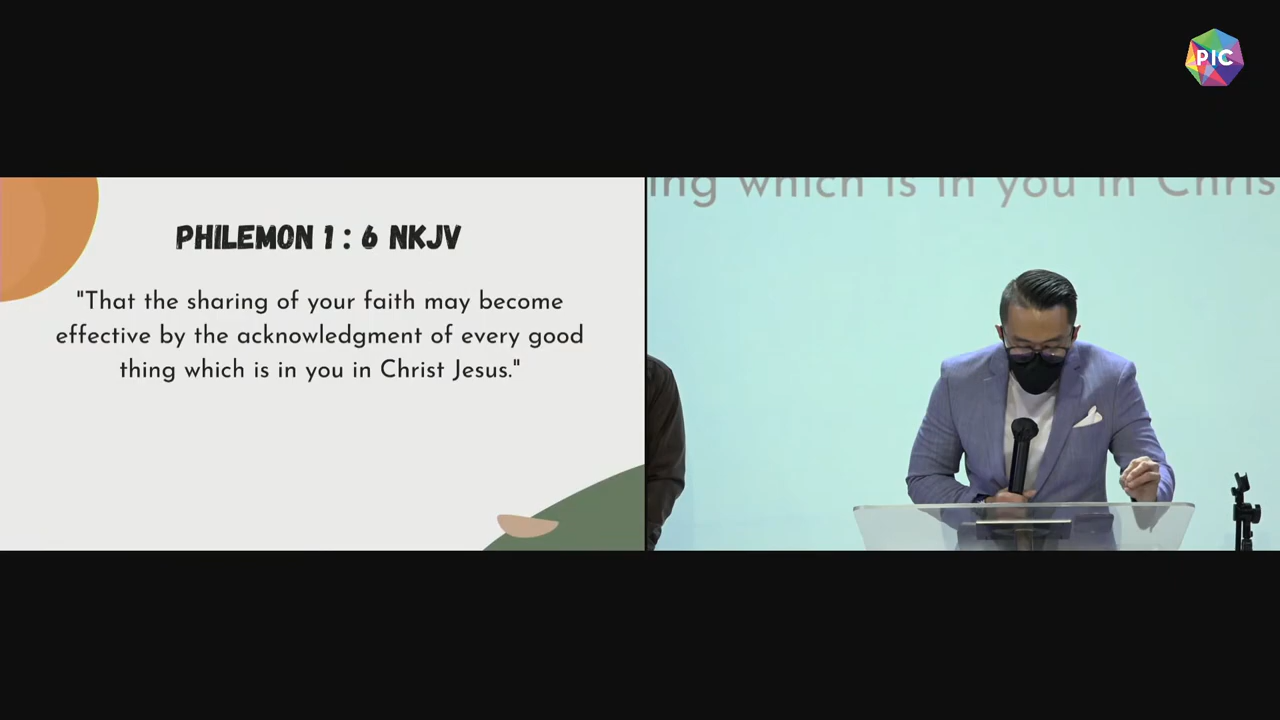 PIC
PHILEMON 1 : 6 NKJV
"That the sharing of your faith may become
effective by the acknowledgment of every good
thing which is in you in Christ Jesus."
ing which is in you in Chris